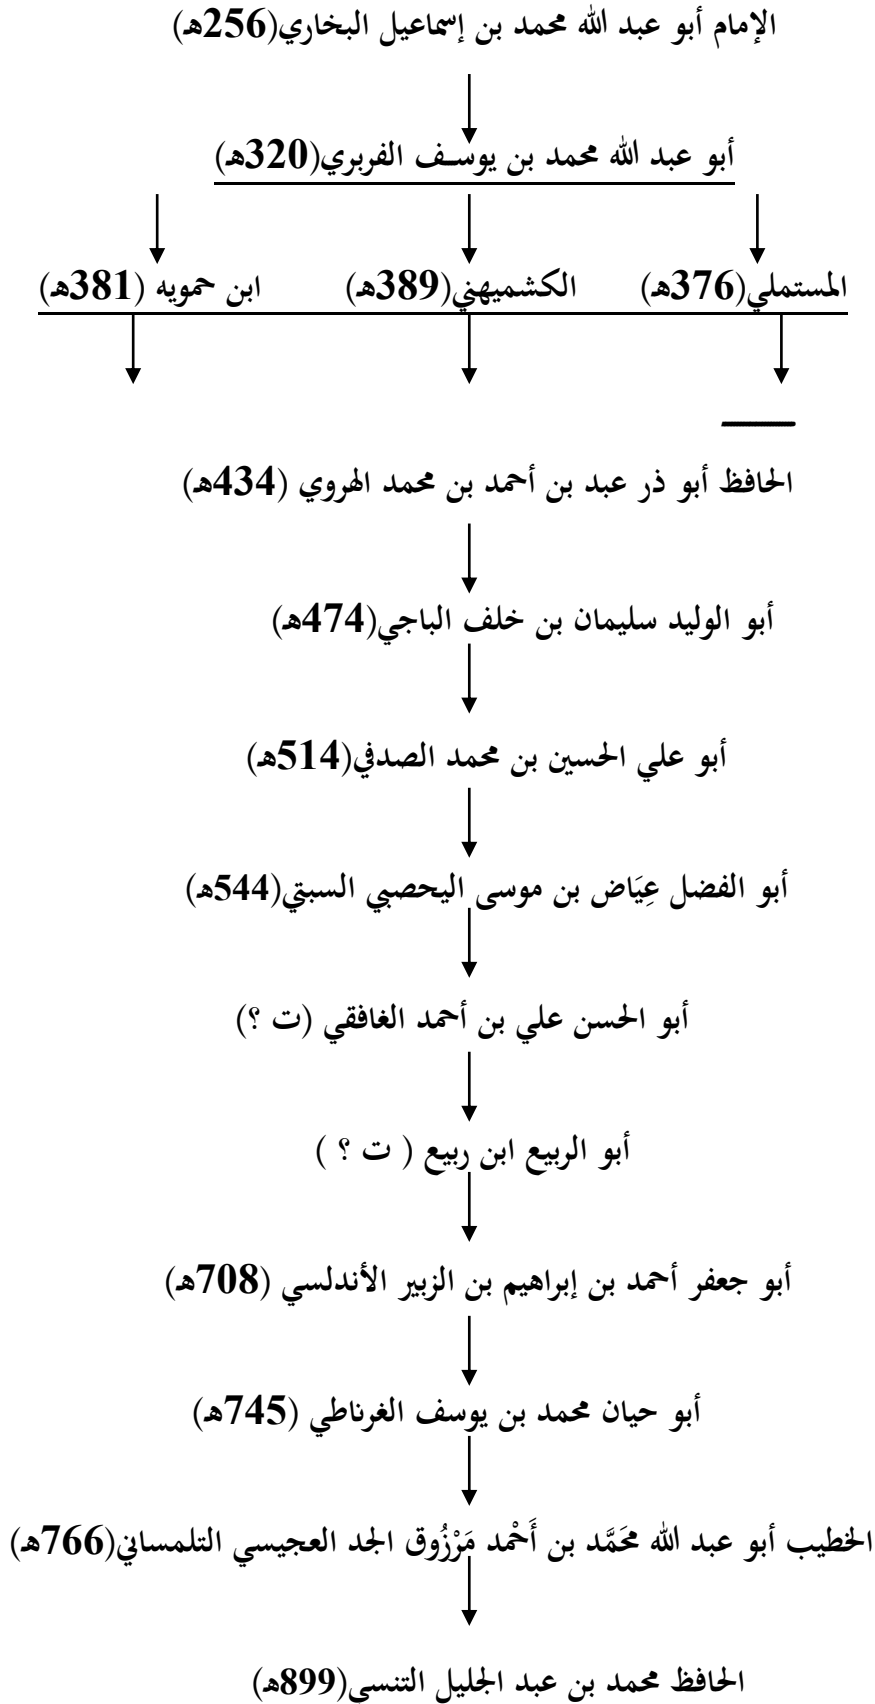 الإمام أبو عبد الله محمد بن إسماعيل البخاري(256هـ)
أبو عبد الله محمد بن يوسف الفربري(320هـ)
المستملي(376هـ) الكشميهني(389هـ) ابن حمويه (381هـ)
الحافظ أبو ذر عبد بن أحمد بن محمد الهروي (434هـ)
أبو الوليد سليمان بن خلف الباجي(474هـ)
أبو علي الحسين بن محمد الصدفي(514هـ)
أبو الفضل عِيَاض بن موسى اليحصبي السبتي(544هـ)
أبو الحسن علي بن أحمد الغافقي (ت ؟)
أبو الربيع ابن ربيع ( ت ؟ )
أبو جعفر أحمد بن إبراهيم بن الزبير الأندلسي (708هـ)
أبو حيان محمد بن يوسف الغرناطي (745هـ)
الخطيب أبو عبد الله محَمَّد بن أَحْمد مَرْزُوق الجد العجيسي التلمساني(766هـ)
الحافظ محمد بن عبد الجليل التنسي(899هـ)